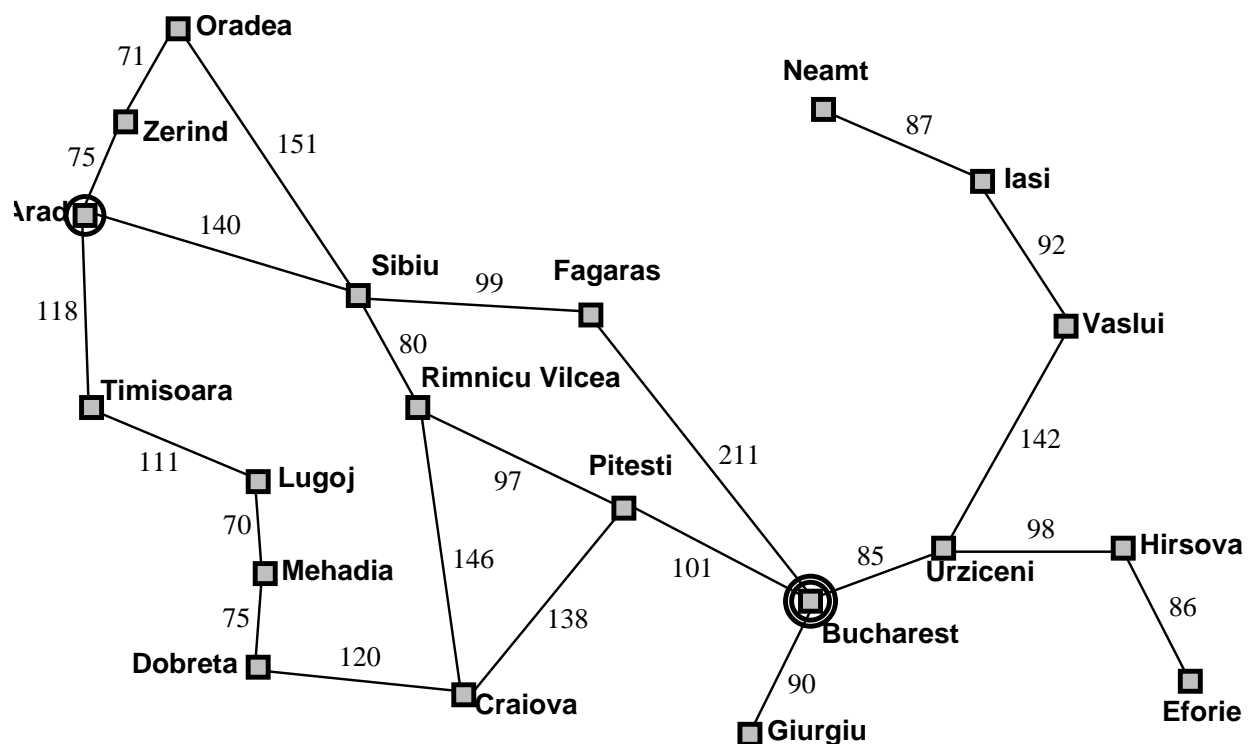 Oradea
71
Neamt
87
Zerind
151
Iasi
75
Arad
140
92
Sibiu
99
Fagaras
118
Vaslui
80
Timisoara
Rimnicu Vilcea
142
111
Lugoj
97
Pitesti
211
70
98
Hirsova
Mehadia
146
101
85
Urziceni
75
138
86
Bucharest
Dobreta
120
90
Craiova
Eforie
Giurgiu